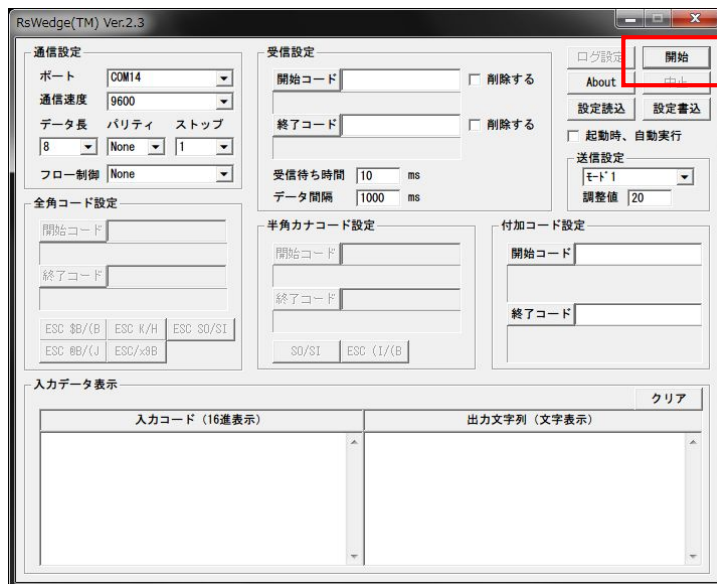 RsWedge(TM) Ver.2.3
通信設定
ポート COM14
通信速度 9600
データ長 パリティ ストップ
8 None 1
フロー制御 None
受信設定
開始コード 削除する
終了コード 削除する
受信待ち時間 10 ms
データ間隔 1000 ms
ログ設定 開始
About 中止
設定読込 設定書込
起動時、自動実行
送信設定
モード1
調整値 20
全角コード設定
開始コード
終了コード
ESC $B/(B ESC K/H ESC SO/SI
ESC @B/(J ESC/x9B
半角カナコード設定
開始コード
終了コード
SO/SI ESC (I/(B
付加コード設定
開始コード
終了コード
入力データ表示
クリア
入力コード（16進表示） 出力文字列（文字表示）